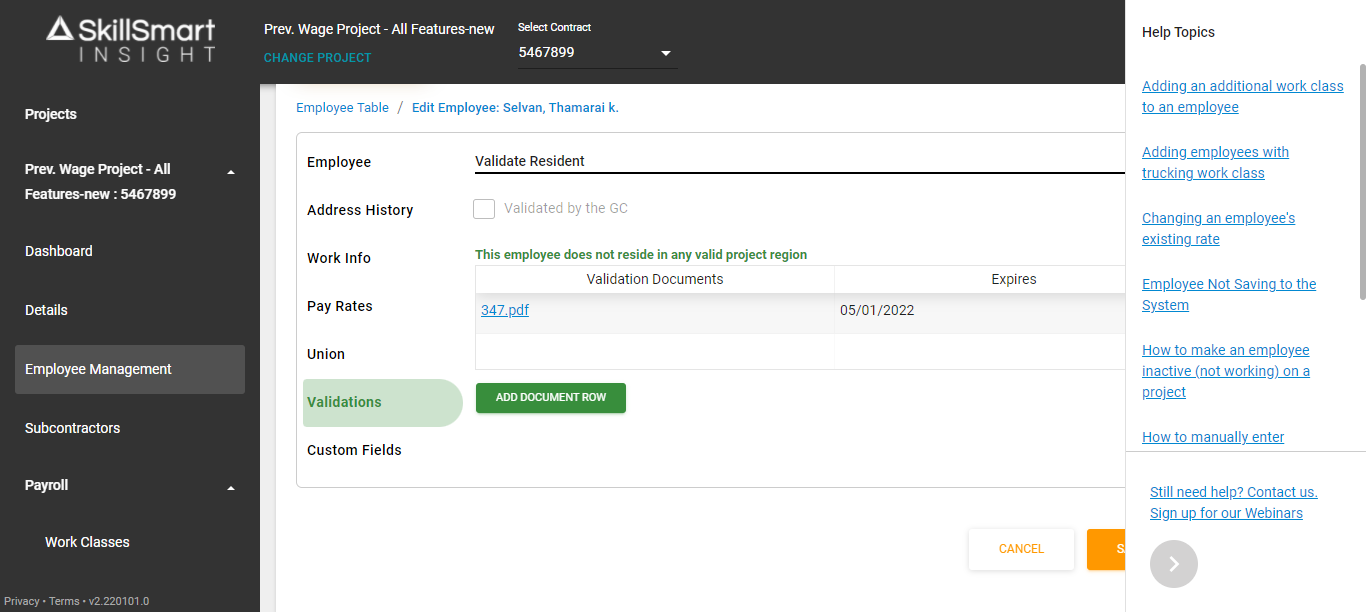 SkillSmart
INSIGHT
Prev. Wage Project - All Features-new
CHANGE PROJECT
Select Contract
5467899
Projects
Prev. Wage Project - All
Features-new : 5467899
Dashboard
Details
Employee Management
Subcontractors
Payroll
Work Classes
Privacy • Terms • v2.220101.0
Employee Table / Edit Employee: Selvan, Thamarai k.
Employee
Address History
Work Info
Pay Rates
Union
Validations
Custom Fields
Validate Resident
Validated by the GC
This employee does not reside in any valid project region
Validation Documents Expires
347.pdf 05/01/2022
ADD DOCUMENT ROW
CANCEL
Help Topics
Adding an additional work class
to an employee
Adding employees with
trucking work class
Changing an employee's
existing rate
Employee Not Saving to the
System
How to make an employee
inactive (not working) on a
project
How to manually enter
Still need help? Contact us.
Sign up for our Webinars